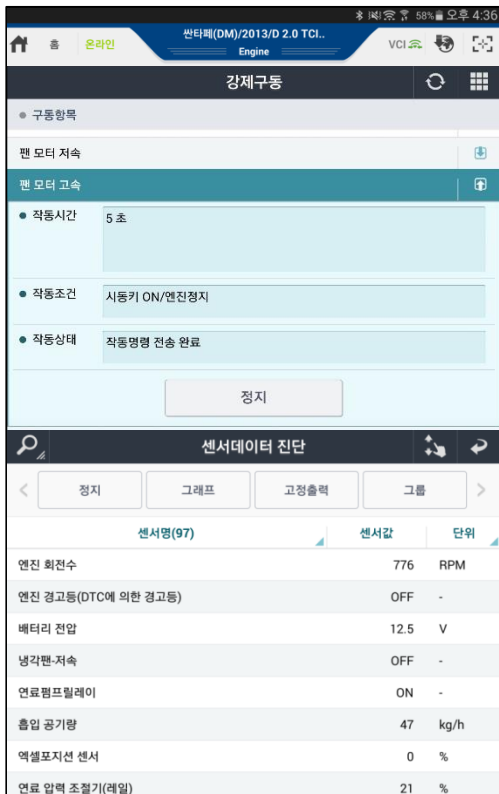 58% 오후 4:36
홈 온라인 싼타페(DM)/2013/D 2.0 TCI.. VCI
Engine
강제구동
구동항목
팬 모터 저속
팬 모터 고속
작동시간 5 초
작동조건 시동키 ON/엔진정지
작동상태 작동명령 전송 완료
정지
센서데이터 진단
정지 그래프 고정출력 그룹
센서명(97) 센서값 단위
엔진 회전수 776 RPM
엔진 경고등(DTC에 의한 경고등) OFF -
배터리 전압 12.5 V
냉각팬-저속 OFF -
연료펌프릴레이 ON -
흡입 공기량 47 kg/h
엑셀포지션 센서 0 %
연료 압력 조절기(레일) 21 %